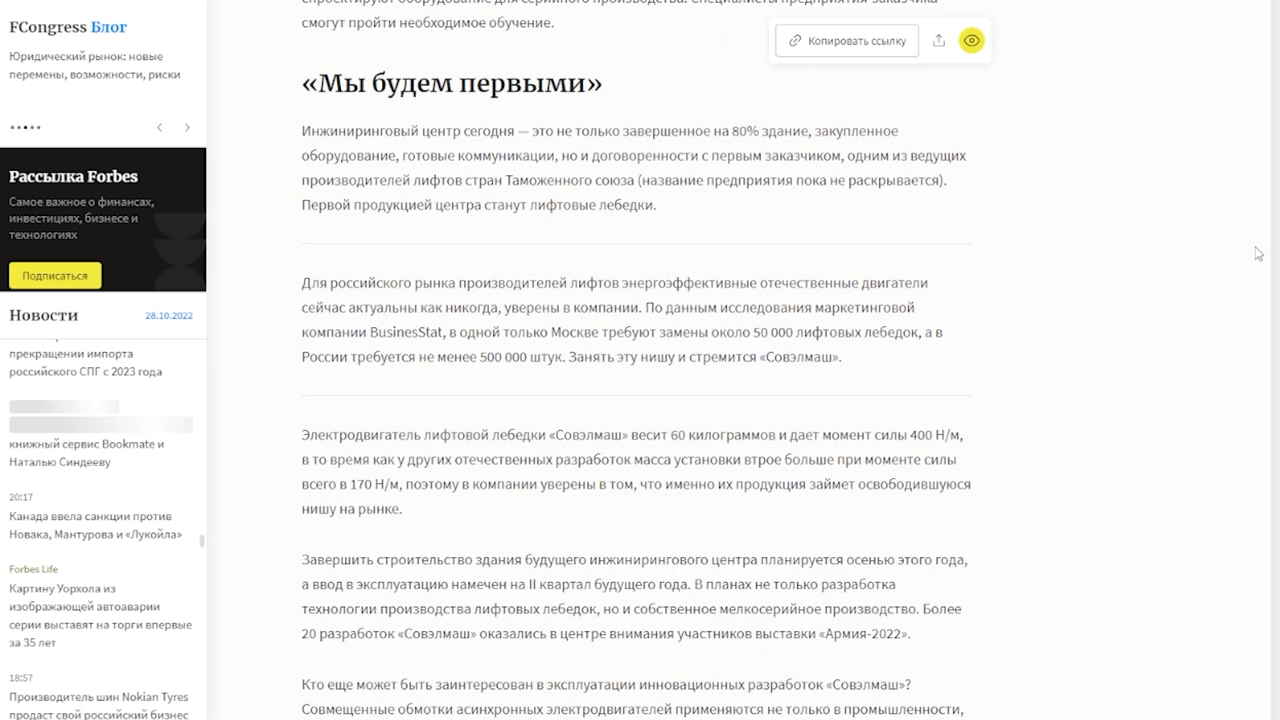 FCongress Блог
Юридический рынок: новые
перемены, возможности, риски
Рассылка Forbes
Самое важное о финансах,
инвестициях, бизнесе и
технологиях
Подписаться
Новости
28.10.2022
прекращении импорта
российского СПГ с 2023 года
книжный сервис Bookmate и
Наталью Синдееву
20:17
Канада ввела санкции против
Новака, Мантурова и «Лукойла»
Forbes Life
Картину Уорхола из
изображающей автоаварии
серии выставят на торги впервые
за 35 лет
18:57
Производитель шин Nokian Tyres
продаст свой российский бизнес
спроектируют оборудование для серийного производства. Специалисты предприятия-заказчика
смогут пройти необходимое обучение.
Копировать ссылку
«Мы будем первыми»
Инжиниринговый центр сегодня — это не только завершенное на 80% здание, закупленное
оборудование, готовые коммуникации, но и договоренности с первым заказчиком, одним из ведущих
производителей лифтов стран Таможенного союза (название предприятия пока не раскрывается).
Первой продукцией центра станут лифтовые лебедки.
Для российского рынка производителей лифтов энергоэффективные отечественные двигатели
сейчас актуальны как никогда, уверены в компании. По данным исследования маркетинговой
компании BusinesStat, в одной только Москве требуют замены около 50 000 лифтовых лебедок, а в
России требуется не менее 500 000 штук. Занять эту нишу и стремится «Совэлмаш».
Электродвигатель лифтовой лебедки «Совэлмаш» весит 60 килограммов и дает момент силы 400 Н/м,
в то время как у других отечественных разработок масса установки втрое больше при моменте силы
всего в 170 Н/м, поэтому в компании уверены в том, что именно их продукция займет освободившуюся
нишу на рынке.
Завершить строительство здания будущего инжинирингового центра планируется осенью этого года,
а ввод в эксплуатацию намечен на II квартал будущего года. В планах не только разработка
технологии производства лифтовых лебедок, но и собственное мелкосерийное производство. Более
20 разработок «Совэлмаш» оказались в центре внимания участников выставки «Армия-2022».
Кто еще может быть заинтересован в эксплуатации инновационных разработок «Совэлмаш»?
Совмещенные обмотки асинхронных электродвигателей применяются не только в промышленности,